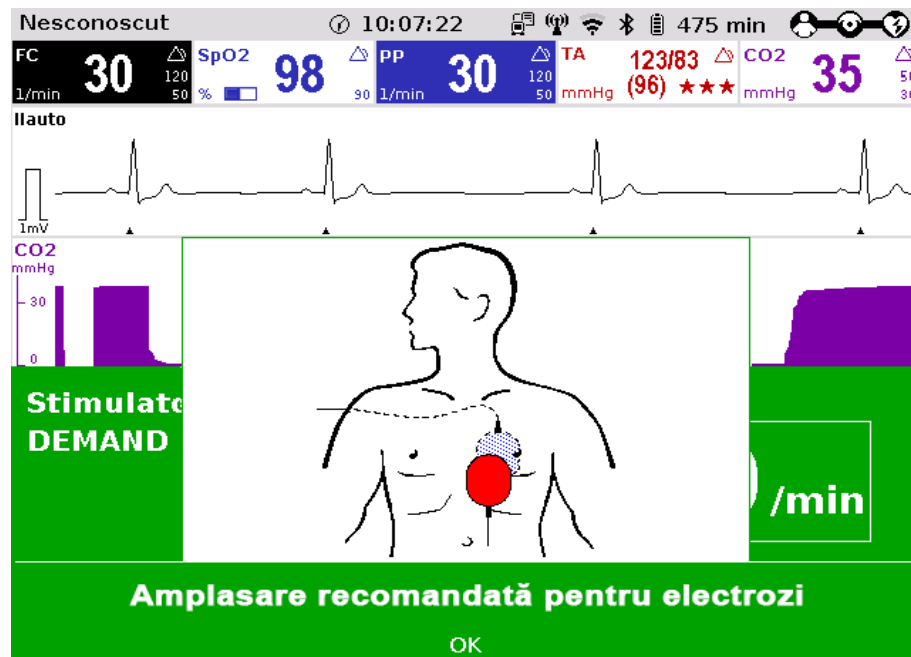 Nesconoscut 10:07:22 475 min
FC 30 120 50 1/min
SpO2 98 90 %
PP 30 120 50 1/min
TA 123/83 (96) ★★★ mmHg
CO2 35 mmHg
IIauto
1mV
CO2
mmHg
30
0
Stimulato
DEMAND
/min
Amplasare recomandată pentru electrozi
OK